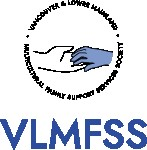 VANCOUVER & LOWER MAINLAND
MULTICULTURAL FAMILY SUPPORT SERVICES SOCIETY
VLMFSS